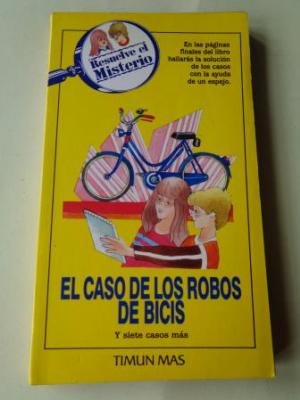 Resuelve el
Misterio
En las páginas
finales del libro
hallarás la solución
de los casos
con la ayuda
de un espejo.
EL CASO DE LOS ROBOS
DE BICIS
Y siete casos más
TIMUN MAS